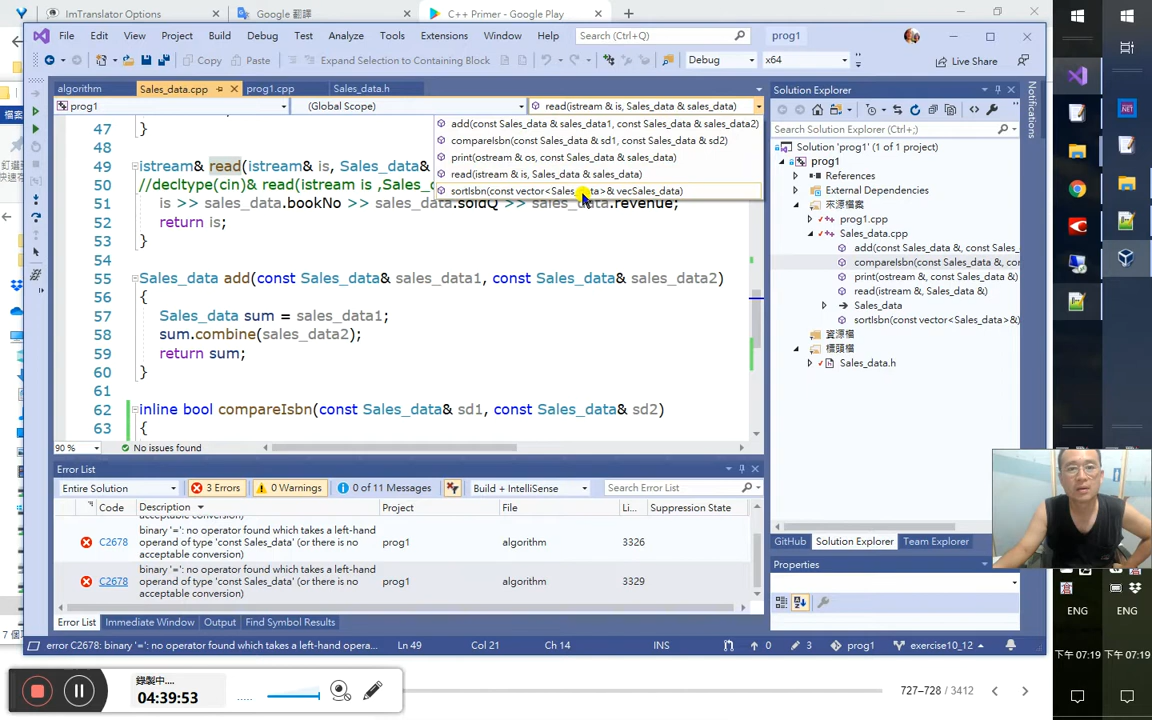 ImTranslator Options
Google 翻譯
C++ Primer - Google Play
File Edit View Project Build Debug Test Analyze Tools Extensions Window Help Search (Ctrl+Q) prog1
Copy Paste Expand Selection to Containing Block Debug x64 Live Share
algorithm Sales_data.cpp prog1.cpp Sales_data.h
prog1 (Global Scope) read(istream & is, Sales_data & sales_data)
add(const Sales_data & sales_data1, const Sales_data & sales_data2)
compareIsbn(const Sales_data & sd1, const Sales_data & sd2)
print(ostream & os, const Sales_data & sales_data)
read(istream & is, Sales_data & sales_data)
sortIsbn(const vector<Sales_data>& vecSales_data)
47 }
48
49 istream& read(istream& is, Sales_data&
50 //decltype(cin)& read(istream is ,Sales_d
51 is >> sales_data.bookNo >> sales_data.soldQ >> sales_data.revenue;
52 return is;
53 }
54
55 Sales_data add(const Sales_data& sales_data1, const Sales_data& sales_data2)
56 {
57 Sales_data sum = sales_data1;
58 sum.combine(sales_data2);
59 return sum;
60 }
61
62 inline bool compareIsbn(const Sales_data& sd1, const Sales_data& sd2)
63 {
90 % No issues found
Solution Explorer
Search Solution Explorer (Ctrl+;)
Solution 'prog1' (1 of 1 project)
prog1
References
External Dependencies
來源檔案
prog1.cpp
Sales_data.cpp
add(const Sales_data &, const Sales_
compareIsbn(const Sales_data &, co
print(ostream &, const Sales_data &)
read(istream &, Sales_data &)
Sales_data
sortIsbn(const vector<Sales_data>&)
資源檔
標頭檔
Sales_data.h
Notifications
GitHub Solution Explorer Team Explorer
Properties
Error List
Entire Solution 3 Errors 0 Warnings 0 of 11 Messages Build + IntelliSense Search Error List
Code Description Project File Li... Suppression State
acceptable conversion)
C2678 binary '=': no operator found which takes a left-hand operand of type 'const Sales_data' (or there is no acceptable conversion) prog1 algorithm 3326
C2678 binary '=': no operator found which takes a left-hand operand of type 'const Sales_data' (or there is no acceptable conversion) prog1 algorithm 3329
Error List Immediate Window Output Find Symbol Results
error C2678: binary '=': no operator found which takes a left-hand opera... Ln 49 Col 21 Ch 14 INS 0 3 prog1 exercise10_12
錄製中...
04:39:53
727–728 / 3412
ENG
ENG
下午 07:19
下午 07:19